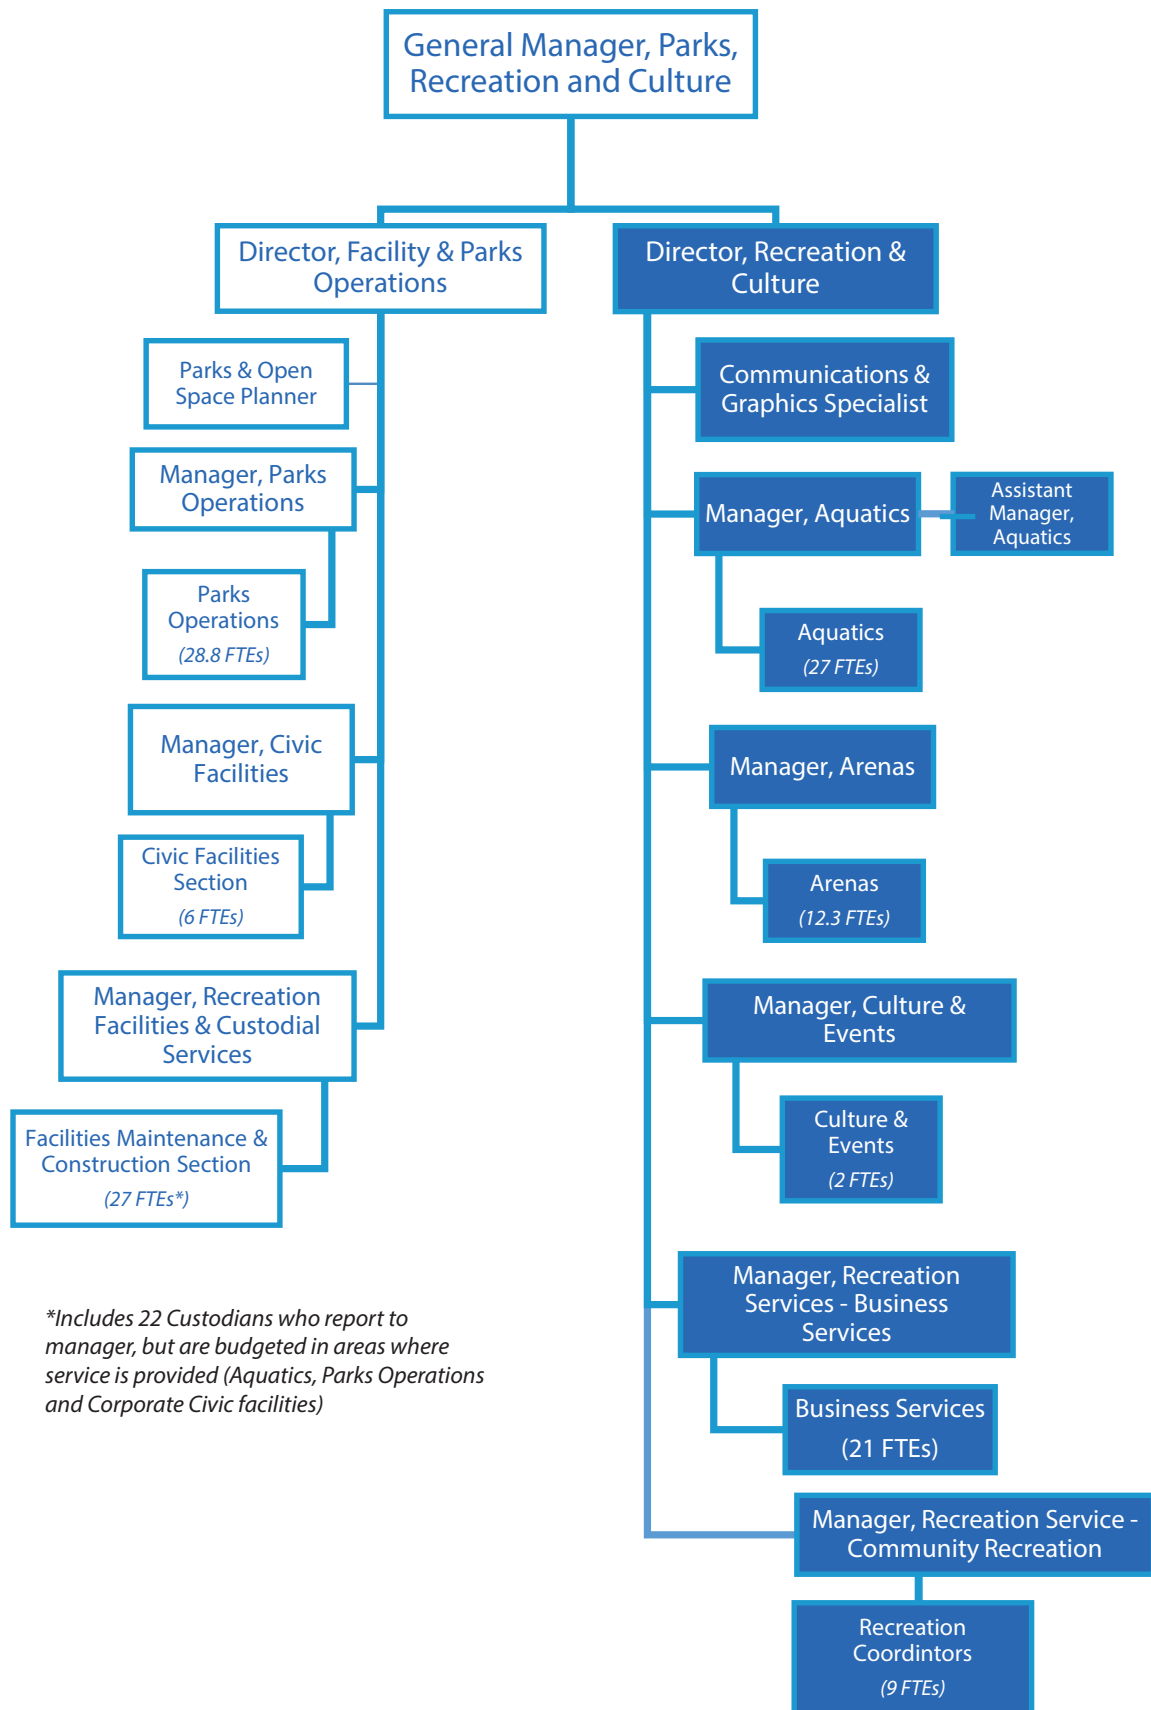 General Manager, Parks,
Recreation and Culture
Director, Facility & Parks
Operations
Parks & Open
Space Planner
Manager, Parks
Operations
Parks
Operations
(28.8 FTEs)
Manager, Civic
Facilities
Civic Facilities
Section
(6 FTEs)
Manager, Recreation
Facilities & Custodial
Services
Facilities Maintenance &
Construction Section
(27 FTEs*)
*Includes 22 Custodians who report to
manager, but are budgeted in areas where
service is provided (Aquatics, Parks Operations
and Corporate Civic facilities)
Director, Recreation &
Culture
Communications &
Graphics Specialist
Manager, Aquatics
Assistant
Manager,
Aquatics
Aquatics
(27 FTEs)
Manager, Arenas
Arenas
(12.3 FTEs)
Manager, Culture &
Events
Culture &
Events
(2 FTEs)
Manager, Recreation
Services - Business
Services
Business Services
(21 FTEs)
Manager, Recreation Service -
Community Recreation
Recreation
Coordintors
(9 FTEs)